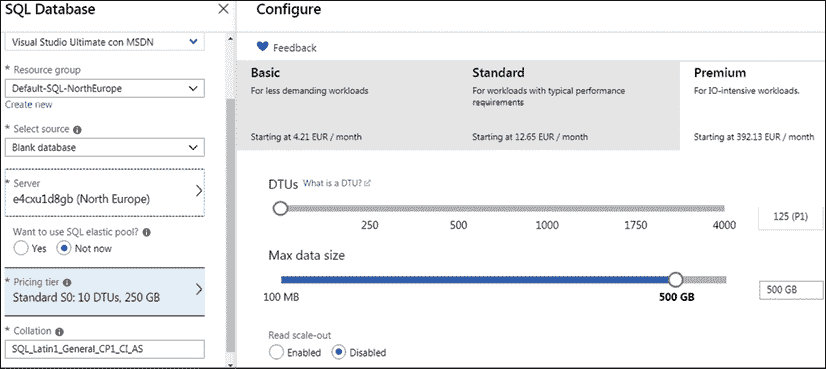 SQL Database
Visual Studio Ultimate con MSDN
* Resource group
Default-SQL-NorthEurope
Create new
* Select source
Blank database
* Server
e4cxu1d8gb (North Europe)
Want to use SQL elastic pool?
Yes Not now
* Pricing tier
Standard S0: 10 DTUs, 250 GB
* Collation
SQL_Latin1_General_CP1_CI_AS
Configure
Feedback
Basic
For less demanding workloads
Starting at 4.21 EUR / month
Standard
For workloads with typical performance
requirements
Starting at 12.65 EUR / month
Premium
For IO-intensive workloads.
Starting at 392.13 EUR / month
DTUs What is a DTU?
250 500 1000 1750 4000
125 (P1)
Max data size
100 MB 500 GB
500 GB
Read scale-out
Enabled Disabled